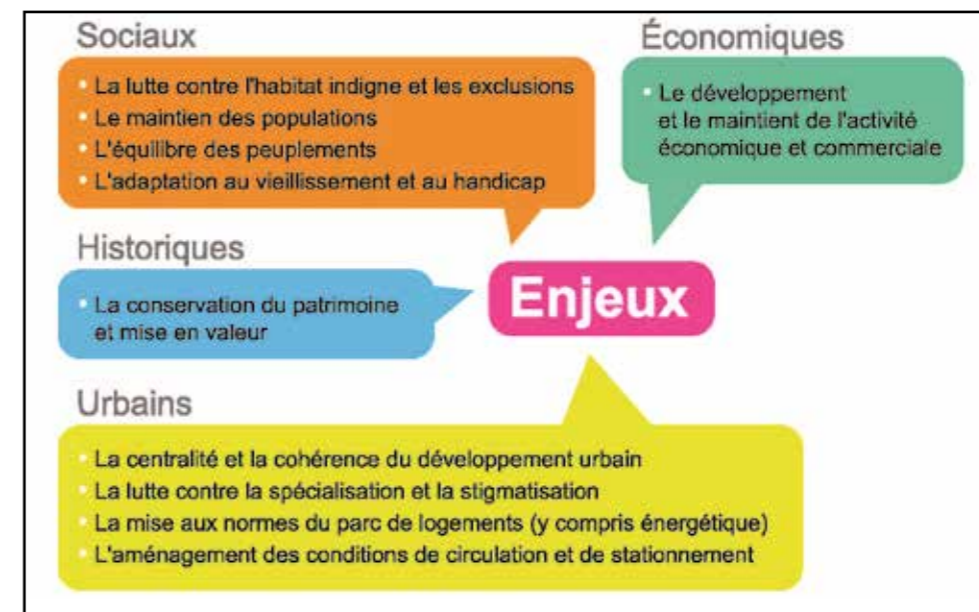 Sociaux
• La lutte contre l'habitat indigne et les exclusions
• Le maintien des populations
• L'équilibre des peuplements
• L'adaptation au vieillissement et au handicap
Économiques
• Le développement
et le maintient de l'activité
économique et commerciale
Historiques
• La conservation du patrimoine
et mise en valeur
Enjeux
Urbains
• La centralité et la cohérence du développement urbain
• La lutte contre la spécialisation et la stigmatisation
• La mise aux normes du parc de logements (y compris énergétique)
• L'aménagement des conditions de circulation et de stationnement